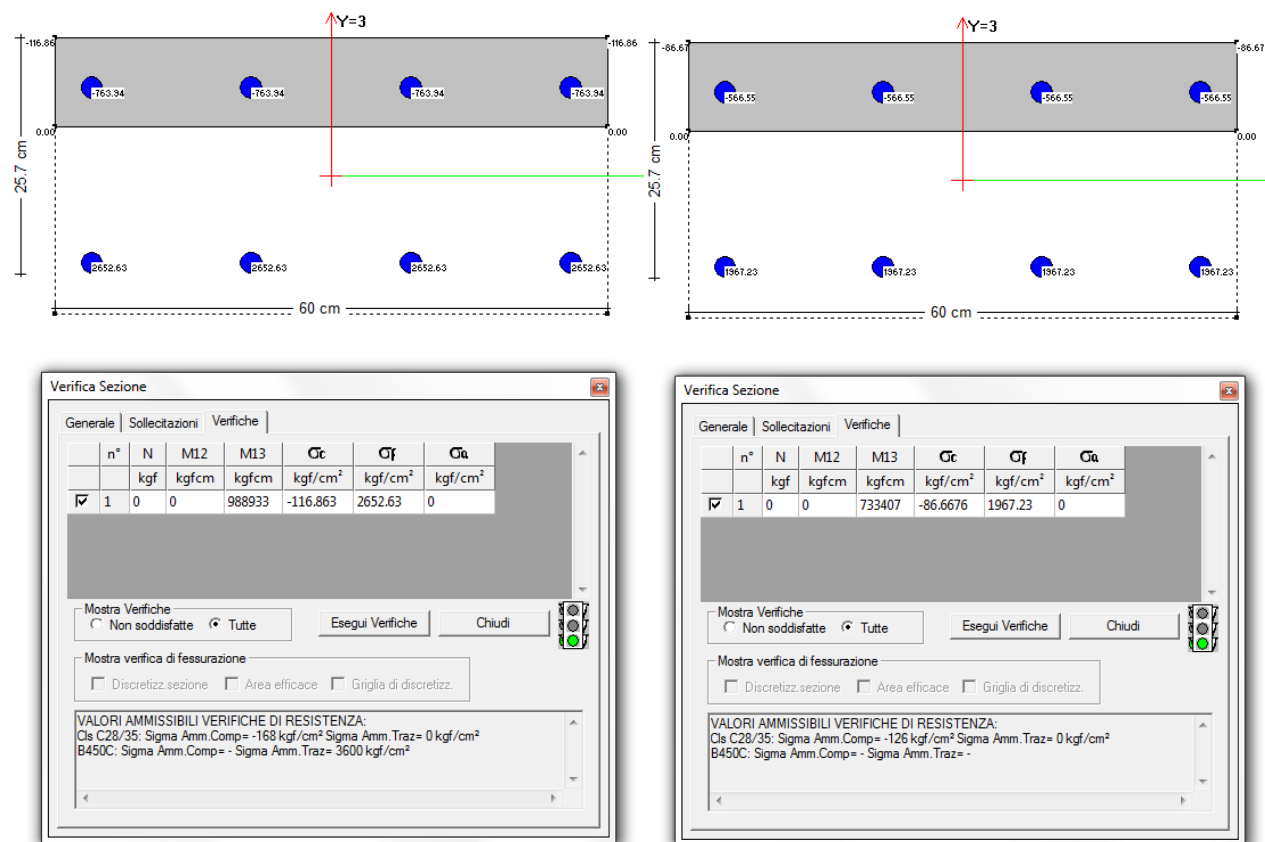 Y=3
-116.86
-116.86
-763.94 -763.94 -763.94 -763.94
0.00
0.00
25.7 cm
2652.63 2652.63 2652.63 2652.63
60 cm
Y=3
-86.67
-86.67
-566.55 -566.55 -566.55 -566.55
0.00
0.00
25.7 cm
1967.23 1967.23 1967.23 1967.23
60 cm
Verifica Sezione
Generale Sollecitazioni Verifiche
n° N M12 M13 σc σf σa
kgf kgfcm kgfcm kgf/cm² kgf/cm² kgf/cm²
1 0 0 988933 -116.863 2652.63 0
Mostra Verifiche
Non soddisfatte Tutte
Esegui Verifiche
Chiudi
Mostra verifica di fessurazione
Discretizz.sezione Area efficace Griglia di discretizz.
VALORI AMMISSIBILI VERIFICHE DI RESISTENZA:
Cls C28/35: Sigma Amm.Comp= -168 kgf/cm² Sigma Amm.Traz= 0 kgf/cm²
B450C: Sigma Amm.Comp= - Sigma Amm.Traz= 3600 kgf/cm²
Verifica Sezione
Generale Sollecitazioni Verifiche
n° N M12 M13 σc σf σa
kgf kgfcm kgfcm kgf/cm² kgf/cm² kgf/cm²
1 0 0 733407 -86.6676 1967.23 0
Mostra Verifiche
Non soddisfatte Tutte
Esegui Verifiche
Chiudi
Mostra verifica di fessurazione
Discretizz.sezione Area efficace Griglia di discretizz.
VALORI AMMISSIBILI VERIFICHE DI RESISTENZA:
Cls C28/35: Sigma Amm.Comp= -126 kgf/cm² Sigma Amm.Traz= 0 kgf/cm²
B450C: Sigma Amm.Comp= - Sigma Amm.Traz= -